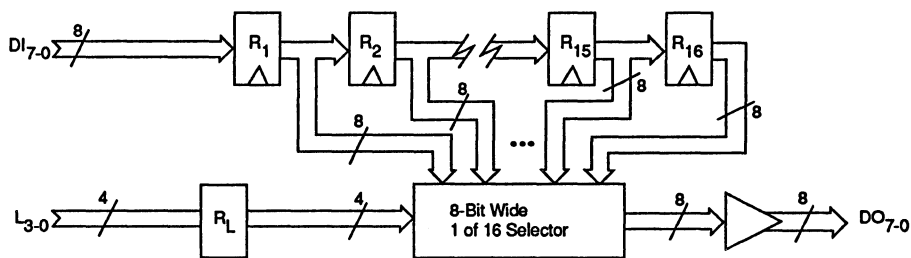 DI7-0
8
R1
R2
R15
R16
8
8
8
8
...
L3-0
4
RL
4
8-Bit Wide
1 of 16 Selector
8
8
DO7-0